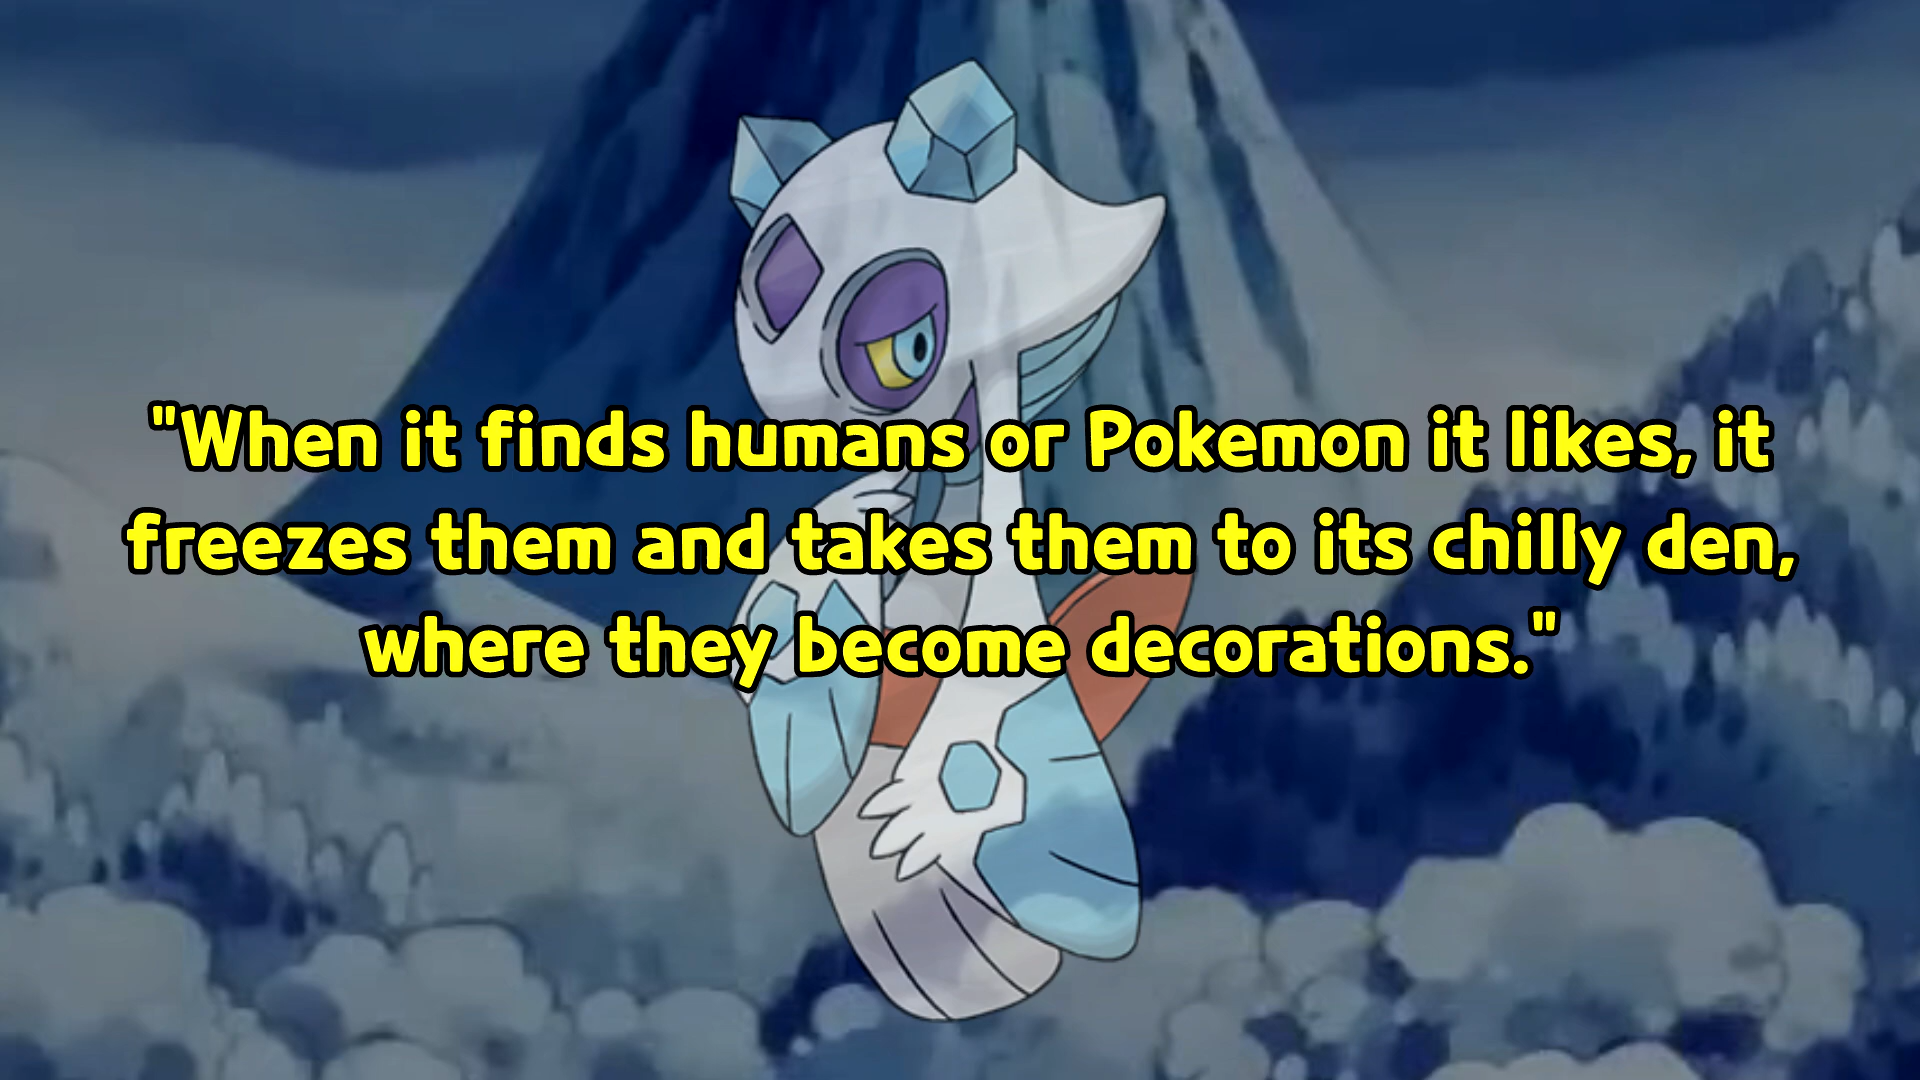 "When it finds humans or Pokemon it likes, it
freezes them and takes them to its chilly den,
where they become decorations."